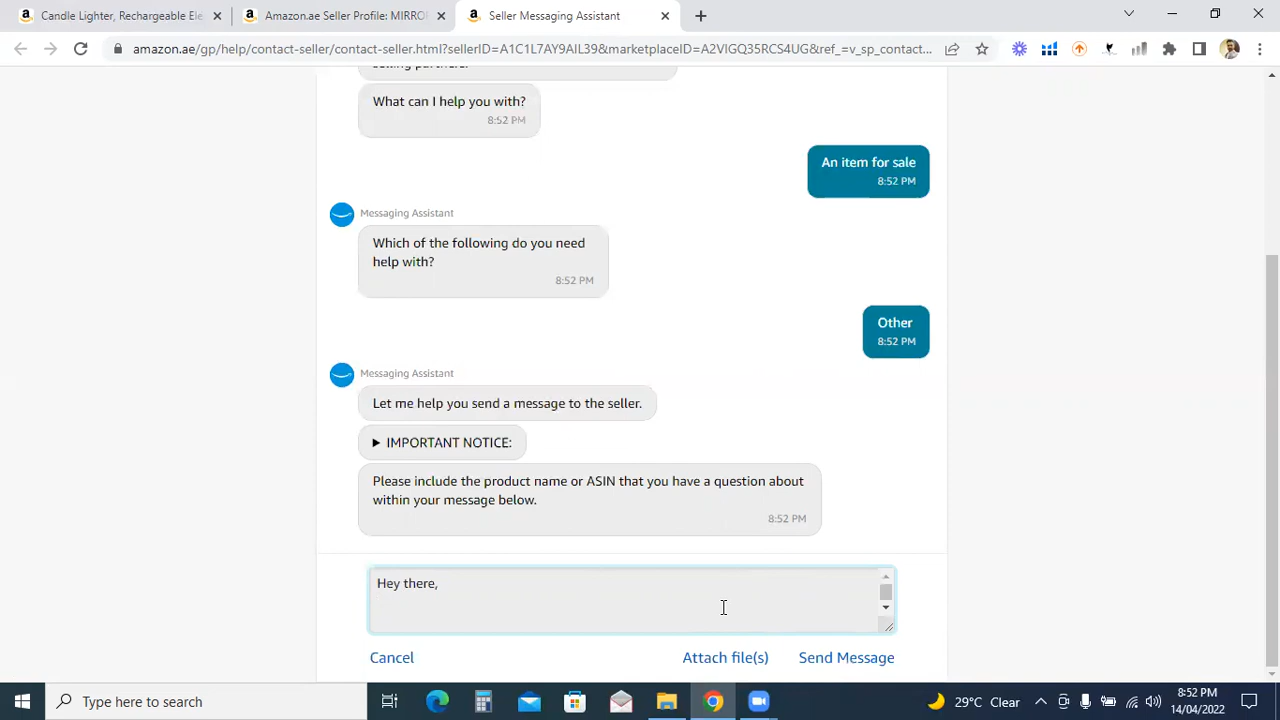 Candle Lighter, Rechargeable Ele
Amazon.ae Seller Profile: MIRROR
Seller Messaging Assistant
amazon.ae/gp/help/contact-seller/contact-seller.html?sellerID=A1C1L7AY9AIL39&marketplaceID=A2VIGQ35RCS4UG&ref_=v_sp_contact...
selling partner.
What can I help you with?
8:52 PM
An item for sale
8:52 PM
Messaging Assistant
Which of the following do you need
help with?
8:52 PM
Other
8:52 PM
Messaging Assistant
Let me help you send a message to the seller.
IMPORTANT NOTICE:
Please include the product name or ASIN that you have a question about
within your message below.
8:52 PM
Hey there,
Cancel
Attach file(s)
Send Message
Type here to search
29°C Clear
8:52 PM
14/04/2022